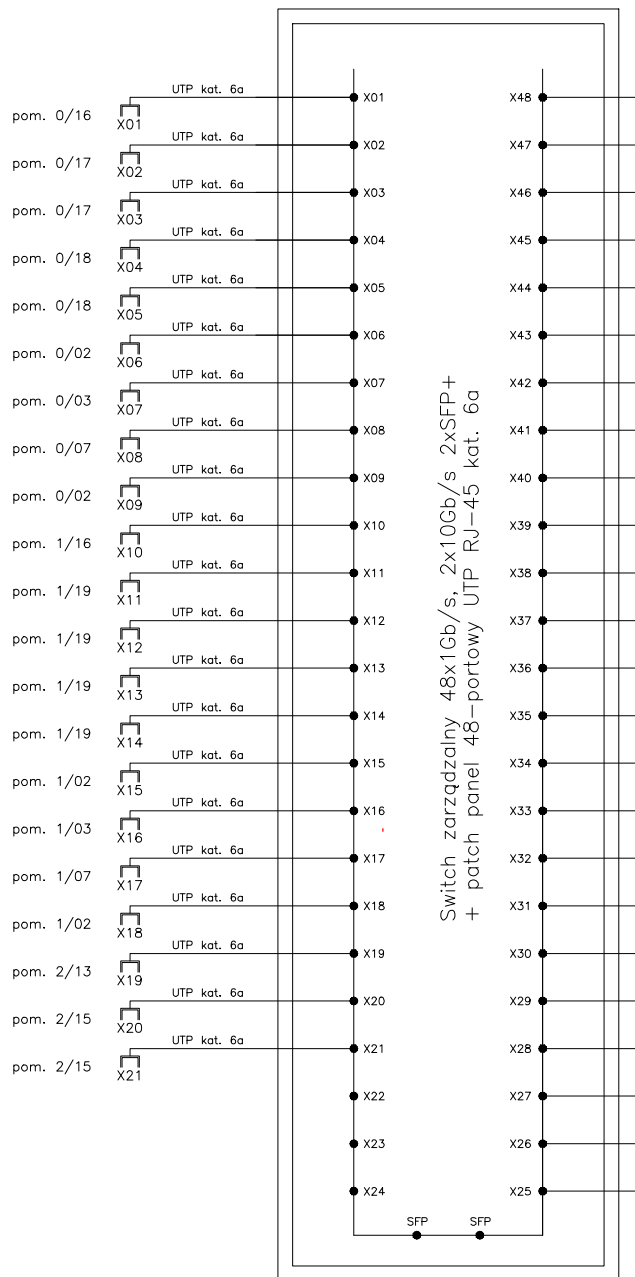 UTP kat. 6a X01 X48
pom. 0/16 X01
UTP kat. 6a X02 X47
pom. 0/17 X02
UTP kat. 6a X03 X46
pom. 0/17 X03
UTP kat. 6a X04 X45
pom. 0/18 X04
UTP kat. 6a X05 X44
pom. 0/18 X05
UTP kat. 6a X06 X43
pom. 0/02 X06
UTP kat. 6a X07 X42
pom. 0/03 X07
UTP kat. 6a X08 X41
pom. 0/07 X08
UTP kat. 6a X09 X40
pom. 0/02 X09
UTP kat. 6a X10 X39
pom. 1/16 X10
UTP kat. 6a X11 X38
pom. 1/19 X11
UTP kat. 6a X12 X37
pom. 1/19 X12
UTP kat. 6a X13 X36
pom. 1/19 X13
UTP kat. 6a X14 X35
pom. 1/19 X14
UTP kat. 6a X15 X34
pom. 1/02 X15
UTP kat. 6a X16 X33
pom. 1/03 X16
UTP kat. 6a X17 X32
pom. 1/07 X17
UTP kat. 6a X18 X31
pom. 1/02 X18
UTP kat. 6a X19 X30
pom. 2/13 X19
UTP kat. 6a X20 X29
pom. 2/15 X20
UTP kat. 6a X21 X28
pom. 2/15 X21
X22 X27
X23 X26
X24 X25
SFP SFP
Switch zarządzalny 48x1Gb/s, 2x10Gb/s 2xSFP+
+ patch panel 48-portowy UTP RJ-45 kat. 6a